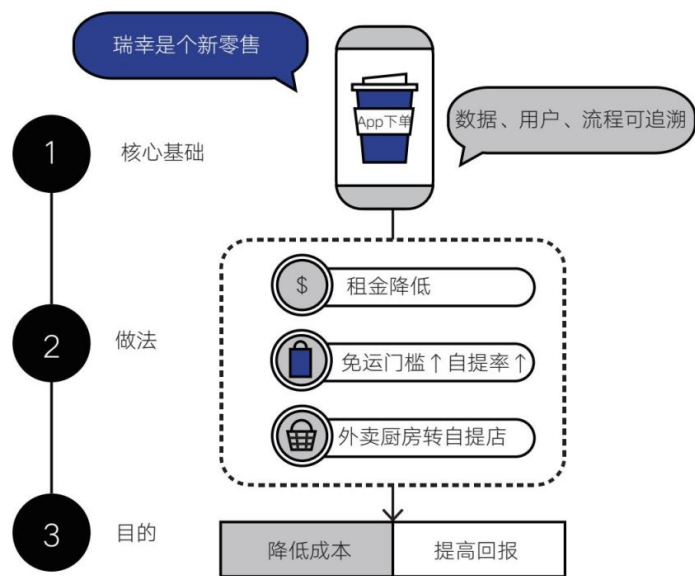 瑞幸是个新零售
App下单
数据、用户、流程可追溯
1
核心基础
$
租金降低
2
做法
免运门槛↑自提率↑
外卖厨房转自提店
3
目的
降低成本
提高回报